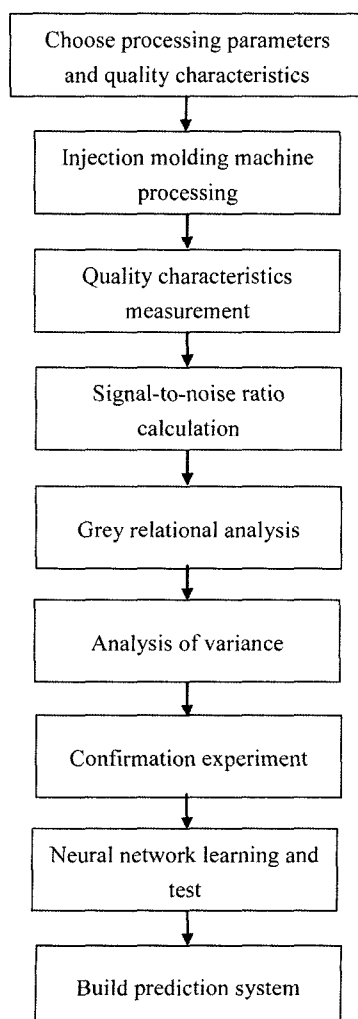 Choose processing parameters
and quality characteristics
Injection molding machine
processing
Quality characteristics
measurement
Signal-to-noise ratio
calculation
Grey relational analysis
Analysis of variance
Confirmation experiment
Neural network learning and
test
Build prediction system